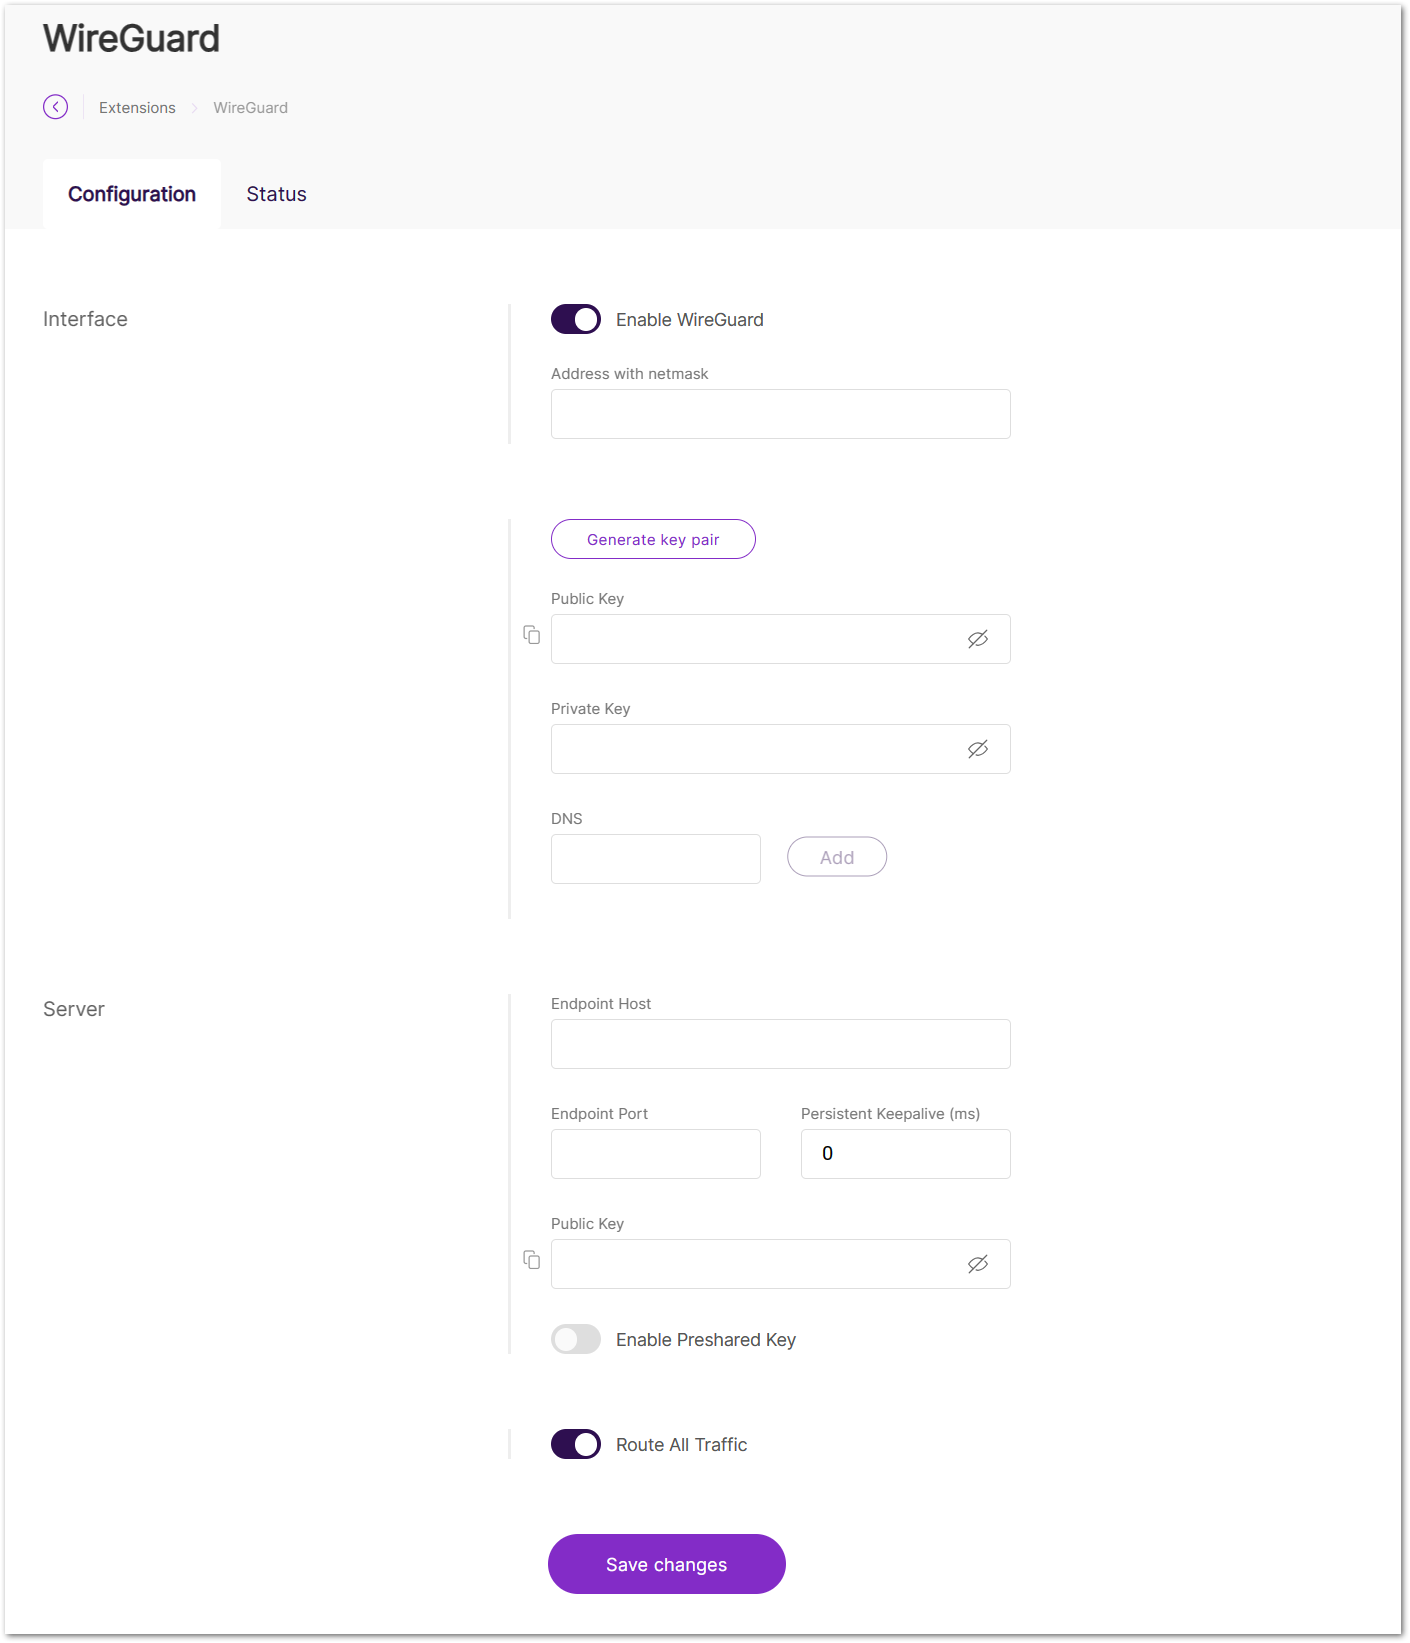 WireGuard
Extensions WireGuard
Configuration Status
Interface
Enable WireGuard
Address with netmask
Generate key pair
Public Key
Private Key
DNS
Add
Server
Endpoint Host
Endpoint Port Persistent Keepalive (ms)
0
Public Key
Enable Preshared Key
Route All Traffic
Save changes